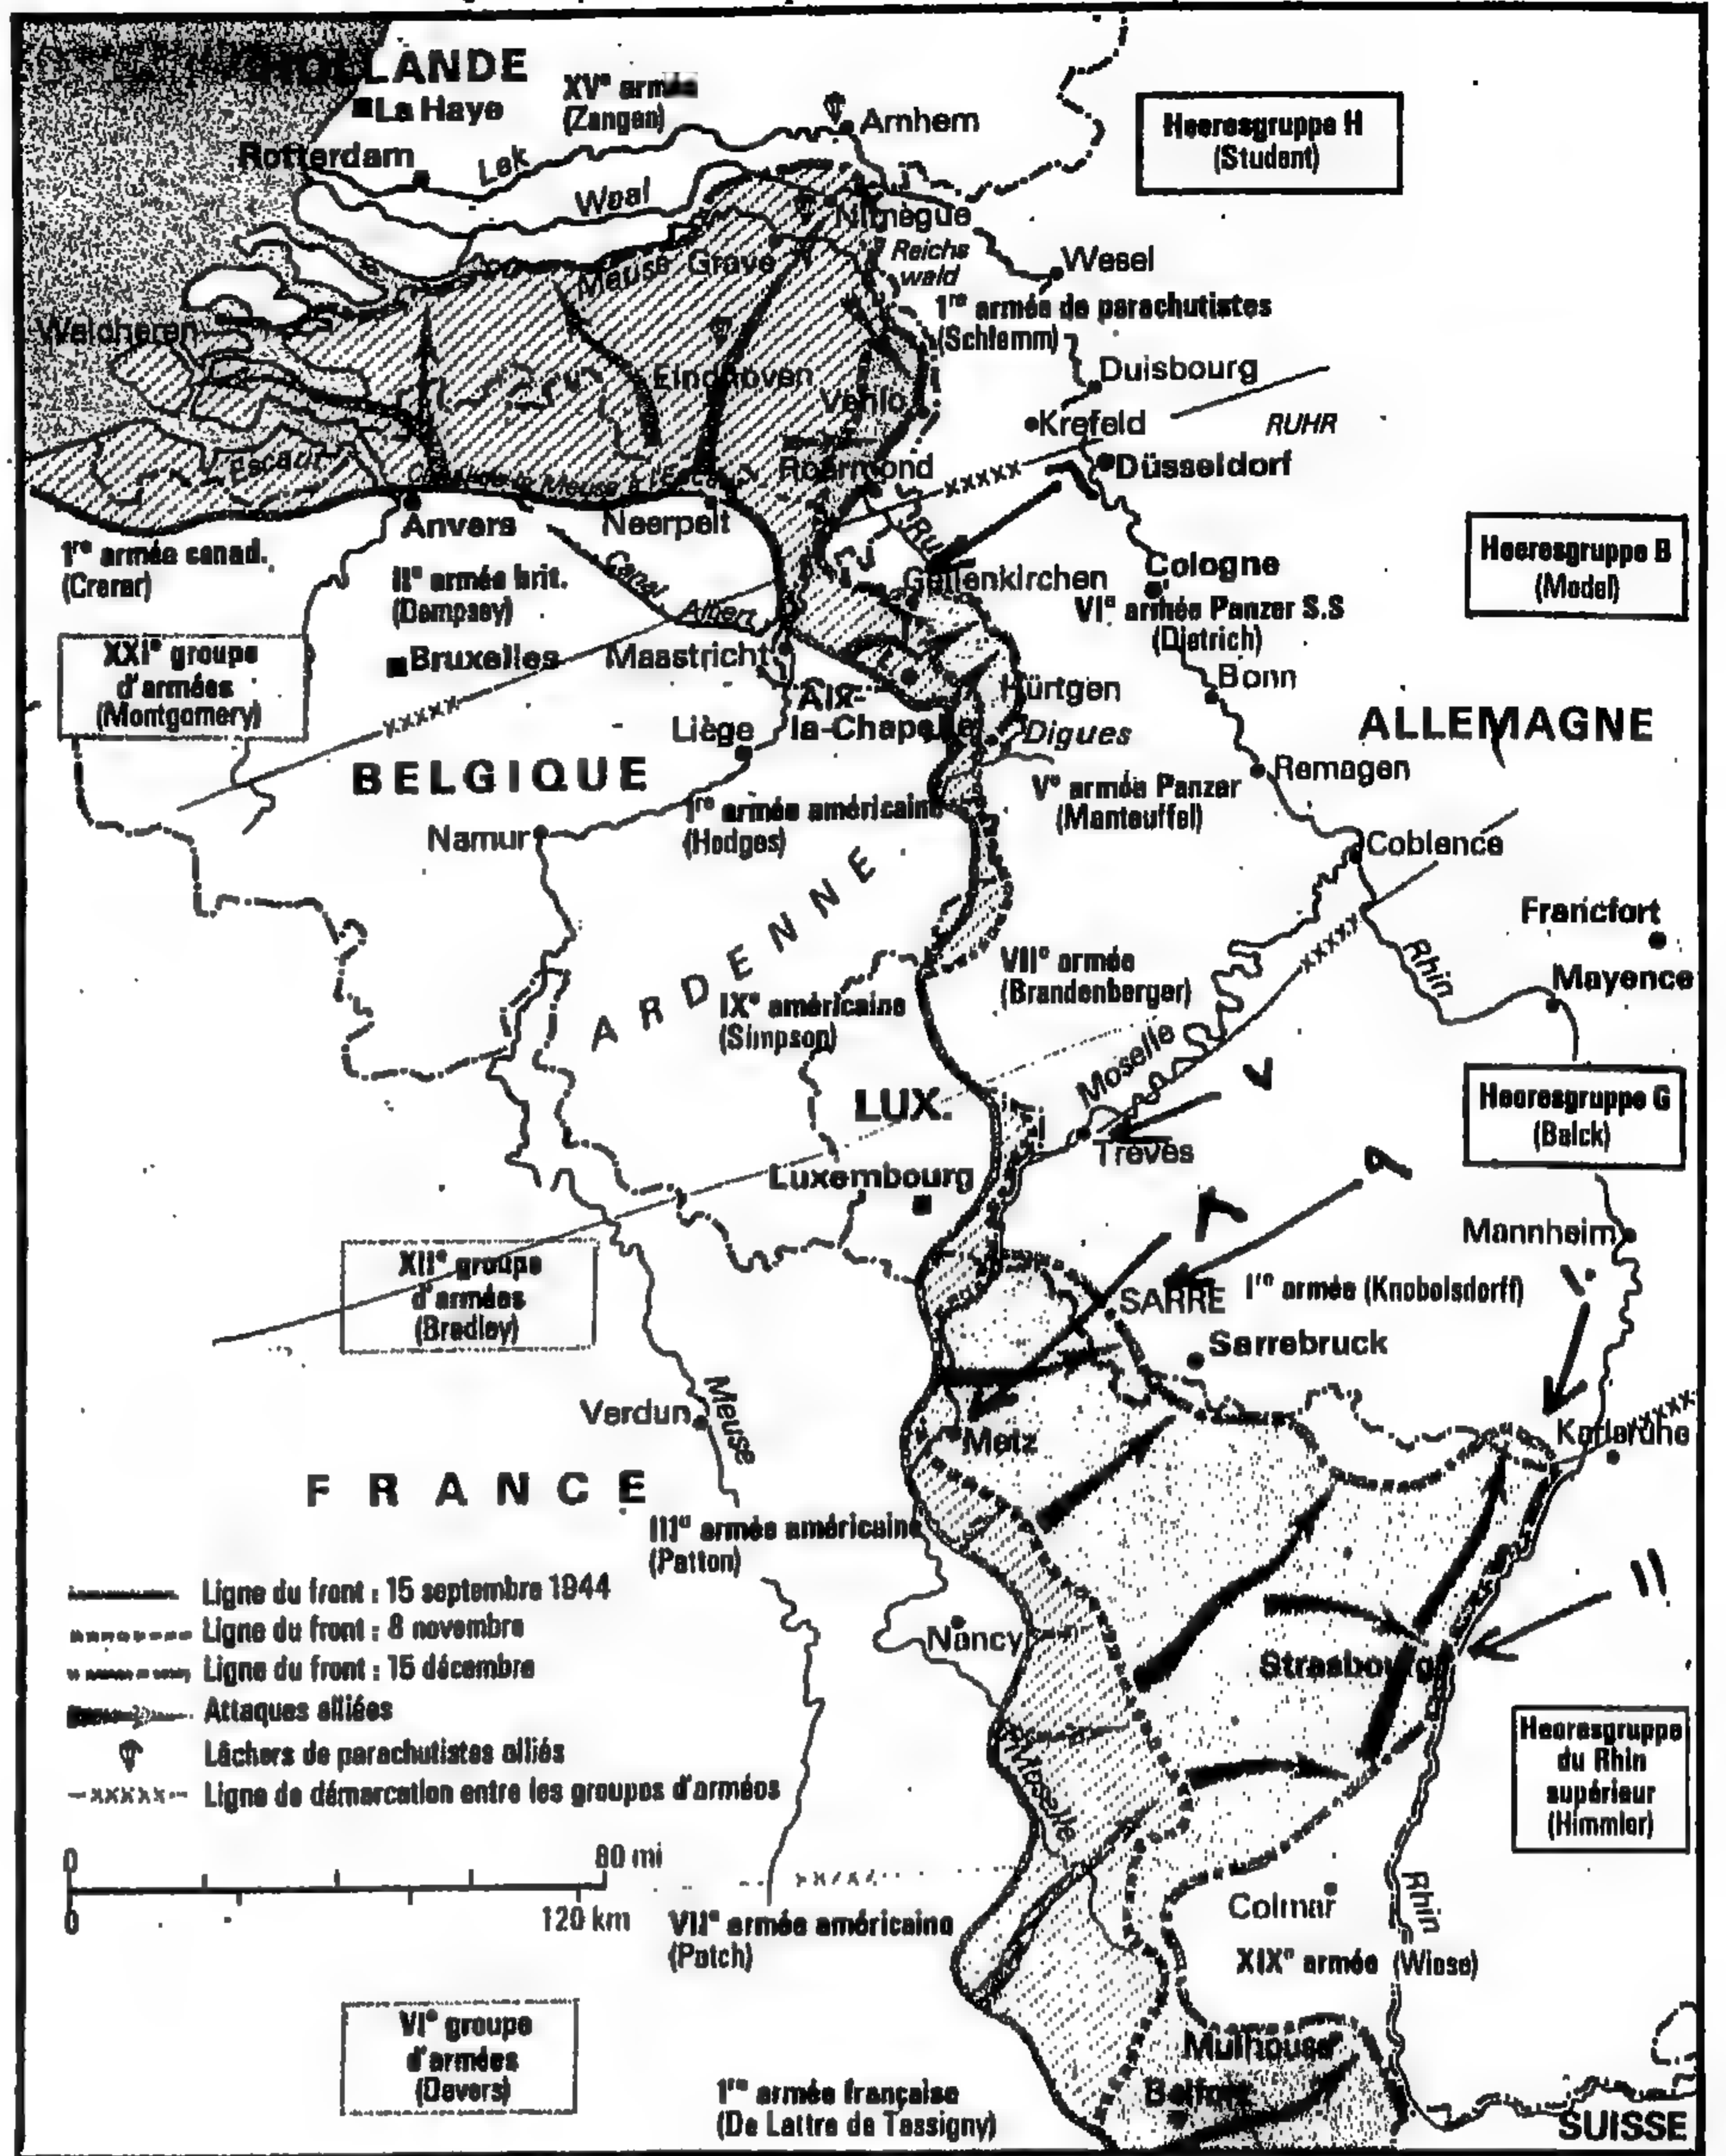 HOLLANDE
La Haye
XVe armée
(Zangen)
Arnhem
Heeresgruppe H
(Student)
Rotterdam
Lek
Waal
Nimègue
Reichs
wald
Wesel
Meuse
Grave
1re armée de parachutistes
(Schlemm)
Walcheren
Duisbourg
Eindhoven
Venlo
Krefeld
RUHR
Düsseldorf
Escaut
Roermond
Anvers
Neerpelt
1re armée canad.
(Crerar)
IIe armée brit.
(Dempsey)
Canal
Albert
Geilenkirchen
Cologne
Heeresgruppe B
(Model)
VIe armée Panzer S.S
(Dietrich)
XXIe groupe
d'armées
(Montgomery)
Bruxelles
Maastricht
Bonn
Hürtgen
AIX-
la-Chapelle
Liège
Digues
ALLEMAGNE
BELGIQUE
Remagen
Ve armée Panzer
(Manteuffel)
1re armée américaine
(Hodges)
Namur
Coblence
ARDENNE
Francfort
Mayence
Rhin
VIIe armée
(Brandenberger)
IXe américaine
(Simpson)
Moselle
٧
LUX.
Heeresgruppe G
(Balck)
Trèves
Luxembourg
٩
٨
Mannheim
XIIe groupe
d'armées
(Bradley)
SARRE
Ire armée (Knobelsdorff)
١٠
Sarrebruck
Verdun
Meuse
Metz
Karlsruhe
FRANCE
IIIe armée américaine
(Patton)
١١
Ligne du front : 15 septembre 1944
Ligne du front : 8 novembre
Ligne du front : 15 décembre
Attaques alliées
Lâchers de parachutistes alliés
Ligne de démarcation entre les groupes d'armées
Nancy
Strasbourg
Moselle
Heeresgruppe
du Rhin
supérieur
(Himmler)
0 80 mi
0 120 km
Colmar
Rhin
VIIe armée américaine
(Patch)
XIXe armée (Wiese)
VIe groupe
d'armées
(Devers)
Mulhouse
Belfort
1re armée française
(De Lattre de Tassigny)
SUISSE